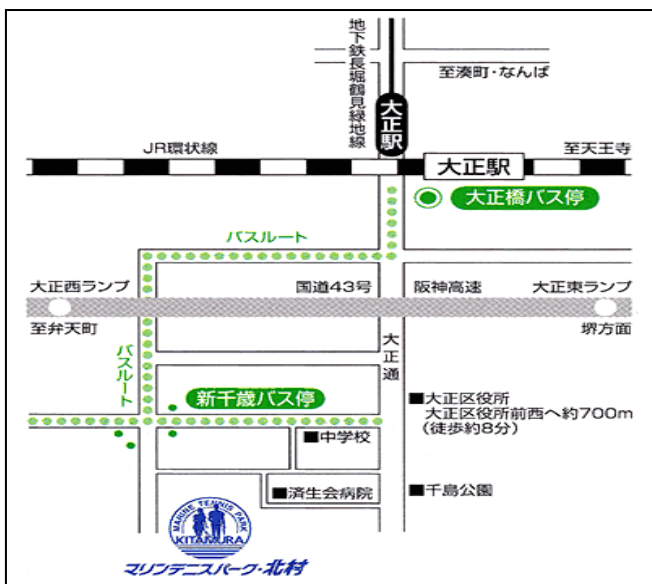 地下鉄長堀鶴見緑地線
至湊町・なんば
大正駅
JR環状線
大正駅
至天王寺
大正橋バス停
バスルート
大正西ランプ
国道43号
阪神高速
大正東ランプ
至弁天町
堺方面
バスルート
大正通
新千歳バス停
■大正区役所
大正区役所前西へ約700m
(徒歩約8分)
■中学校
■済生会病院
■千島公園
MARINE TENNIS PARK
KITAMURA
マリンテニスパーク・北村